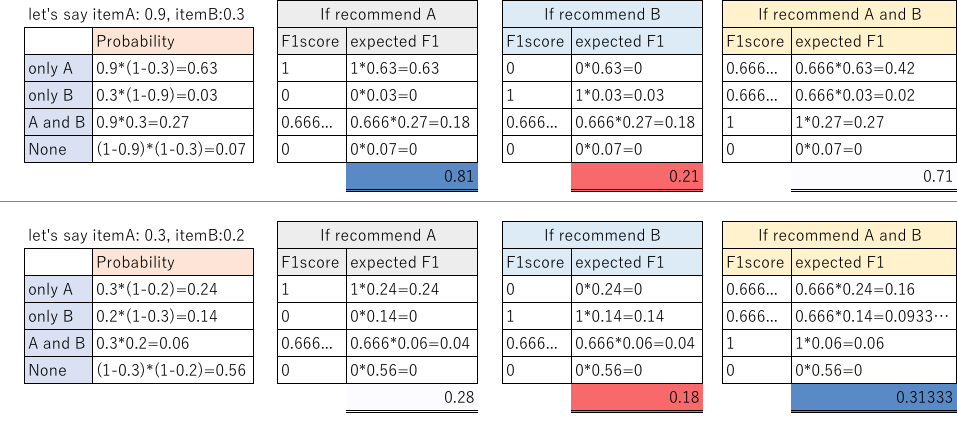 let's say itemA: 0.9, itemB:0.3 If recommend A If recommend B If recommend A and B
Probability F1score expected F1 F1score expected F1 F1score expected F1
only A 0.9*(1-0.3)=0.63 1 1*0.63=0.63 0 0*0.63=0 0.666... 0.666*0.63=0.42
only B 0.3*(1-0.9)=0.03 0 0*0.03=0 1 1*0.03=0.03 0.666... 0.666*0.03=0.02
A and B 0.9*0.3=0.27 0.666... 0.666*0.27=0.18 0.666... 0.666*0.27=0.18 1 1*0.27=0.27
None (1-0.9)*(1-0.3)=0.07 0 0*0.07=0 0 0*0.07=0 0 0*0.07=0
0.81 0.21 0.71
let's say itemA: 0.3, itemB:0.2 If recommend A If recommend B If recommend A and B
Probability F1score expected F1 F1score expected F1 F1score expected F1
only A 0.3*(1-0.2)=0.24 1 1*0.24=0.24 0 0*0.24=0 0.666... 0.666*0.24=0.16
only B 0.2*(1-0.3)=0.14 0 0*0.14=0 1 1*0.14=0.14 0.666... 0.666*0.14=0.0933⋯
A and B 0.3*0.2=0.06 0.666... 0.666*0.06=0.04 0.666... 0.666*0.06=0.04 1 1*0.06=0.06
None (1-0.3)*(1-0.2)=0.56 0 0*0.56=0 0 0*0.56=0 0 0*0.56=0
0.28 0.18 0.31333